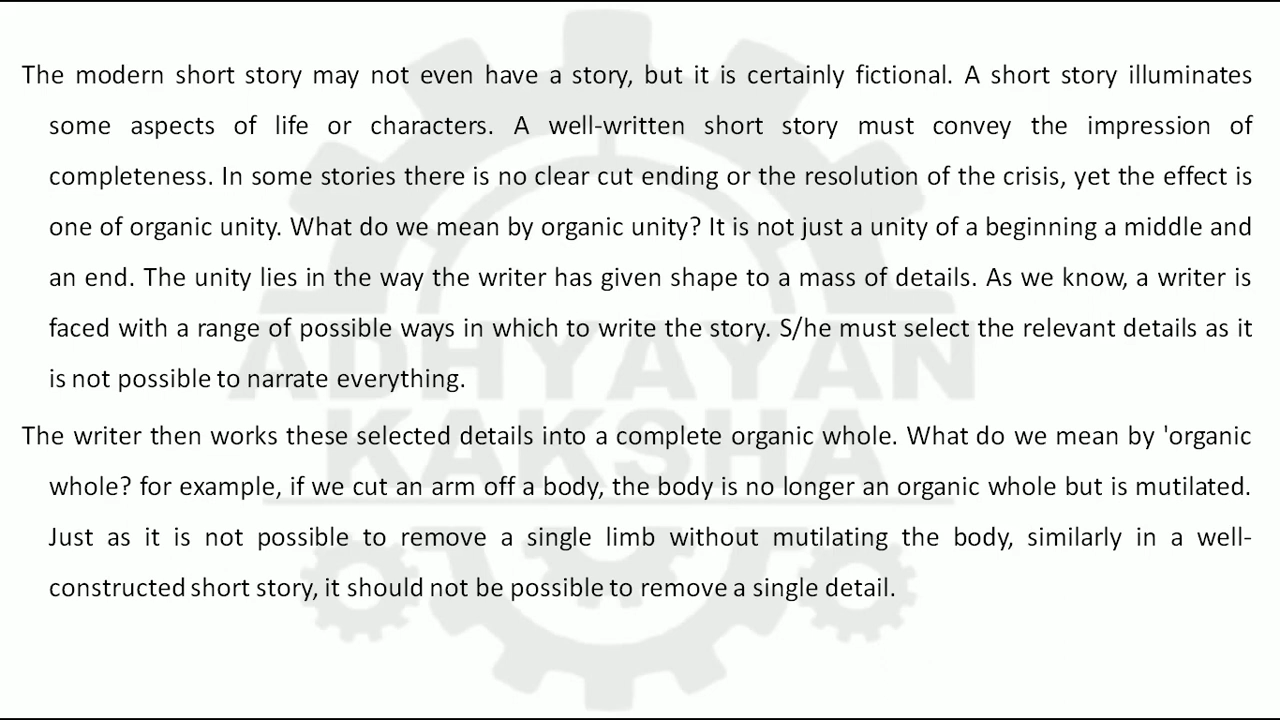 The modern short story may not even have a story, but it is certainly fictional. A short story illuminates
some aspects of life or characters. A well-written short story must convey the impression of
completeness. In some stories there is no clear cut ending or the resolution of the crisis, yet the effect is
one of organic unity. What do we mean by organic unity? It is not just a unity of a beginning a middle and
an end. The unity lies in the way the writer has given shape to a mass of details. As we know, a writer is
faced with a range of possible ways in which to write the story. S/he must select the relevant details as it
is not possible to narrate everything.
ADHYAYAN
KAKSHA
The writer then works these selected details into a complete organic whole. What do we mean by 'organic
whole? for example, if we cut an arm off a body, the body is no longer an organic whole but is mutilated.
Just as it is not possible to remove a single limb without mutilating the body, similarly in a well-
constructed short story, it should not be possible to remove a single detail.